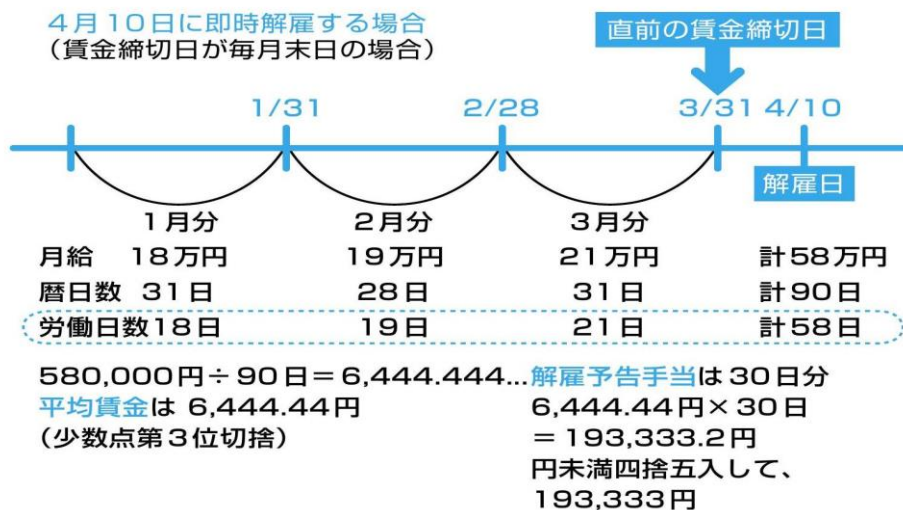 4月10日に即時解雇する場合
(賃金締切日が毎月末日の場合)
直前の賃金締切日
1/31 2/28 3/31 4/10
解雇日
1月分 2月分 3月分
月給 18万円 19万円 21万円 計58万円
暦日数 31日 28日 31日 計90日
労働日数18日 19日 21日 計58日
580,000円÷90日=6,444.444...
平均賃金は 6,444.44円
(少数点第3位切捨)
解雇予告手当は30日分
6,444.44円×30日
=193,333.2円
円未満四捨五入して、
193,333円